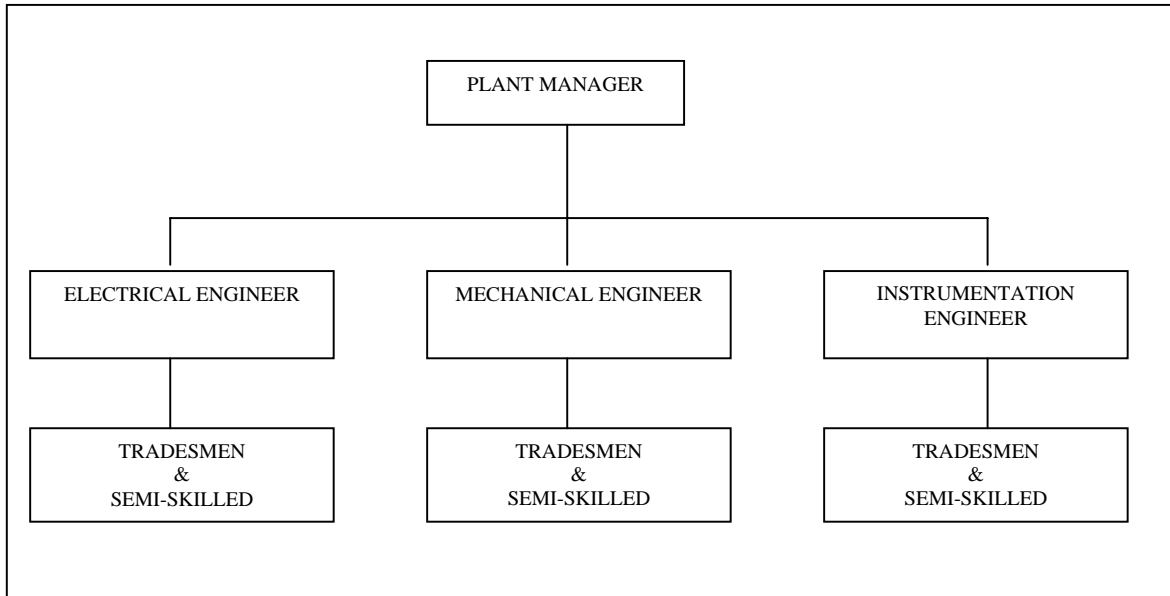 PLANT MANAGER
ELECTRICAL ENGINEER
MECHANICAL ENGINEER
INSTRUMENTATION
ENGINEER
TRADESMEN
&
SEMI-SKILLED
TRADESMEN
&
SEMI-SKILLED
TRADESMEN
&
SEMI-SKILLED